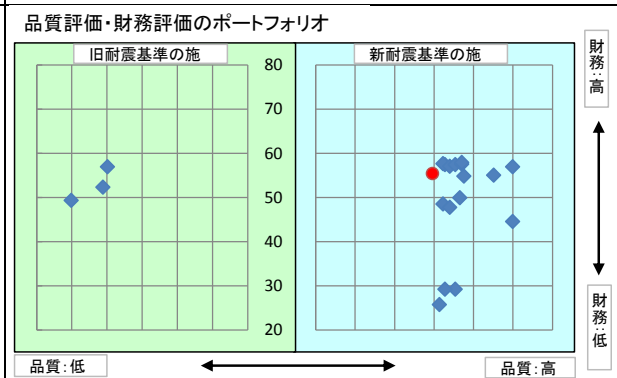 品質評価・財務評価のポートフォリオ
旧耐震基準の施
新耐震基準の施
80
70
60
50
40
30
20
財務:高
財務:低
品質:低
品質:高